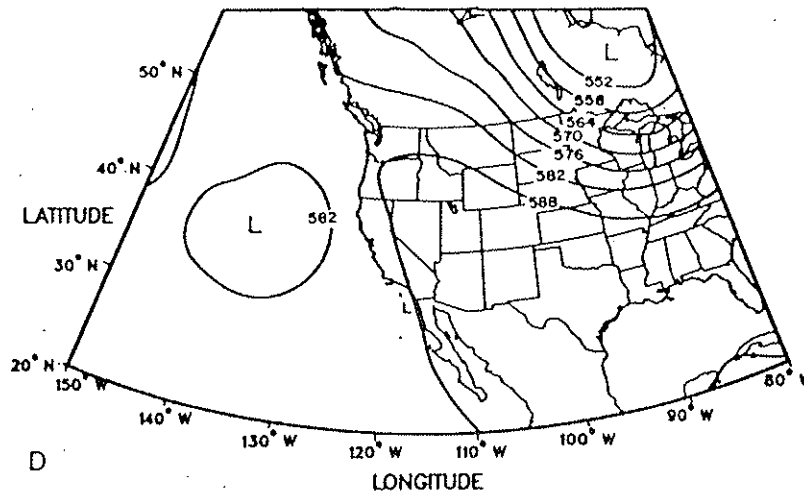 50° N
L
552
558
564
570
576
40° N
582
LATITUDE
L
582
588
30° N
L
20° N
150° W
80° W
140° W
90° W
130° W
100° W
120° W
110° W
D
LONGITUDE